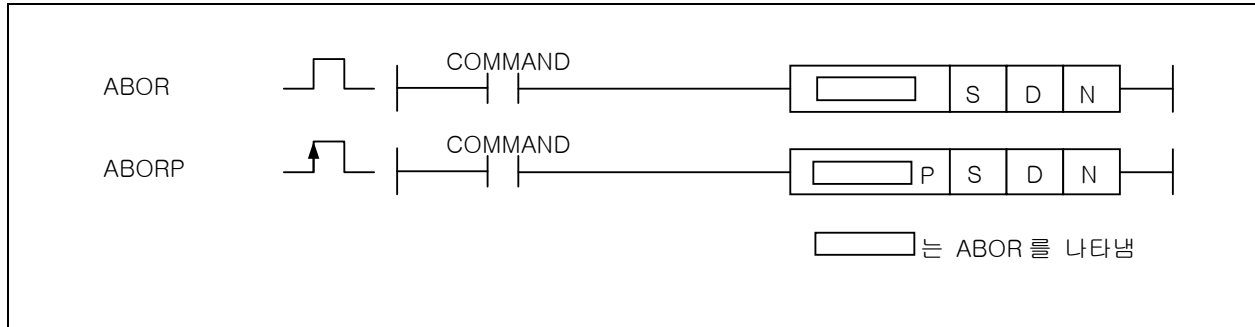 COMMAND
ABOR S D N
COMMAND
ABORP P S D N
는 ABOR 를 나타냄